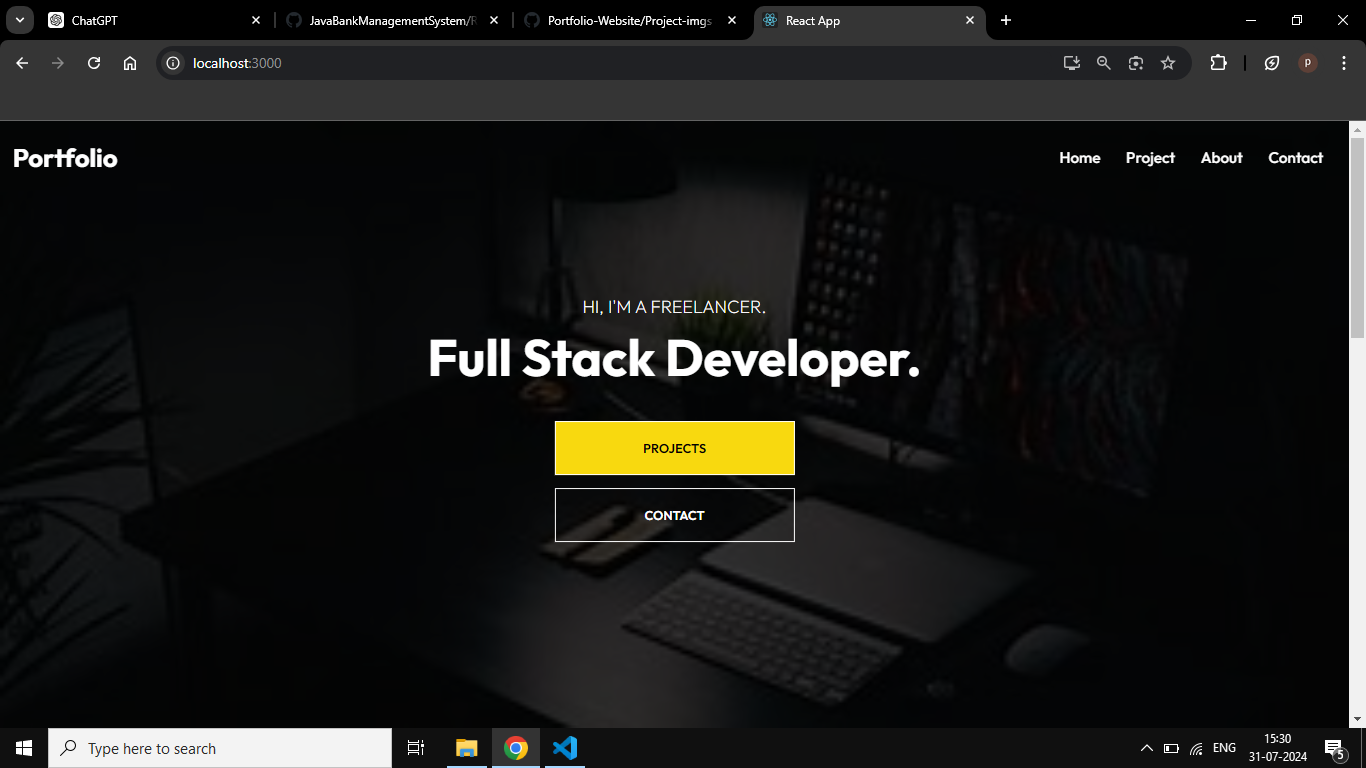 ChatGPT
JavaBankManagementSystem/R
Portfolio-Website/Project-imgs
React App
localhost:3000
p
Portfolio
Home
Project
About
Contact
HI, I'M A FREELANCER.
Full Stack Developer.
PROJECTS
CONTACT
Type here to search
ENG
15:30
31-07-2024
5